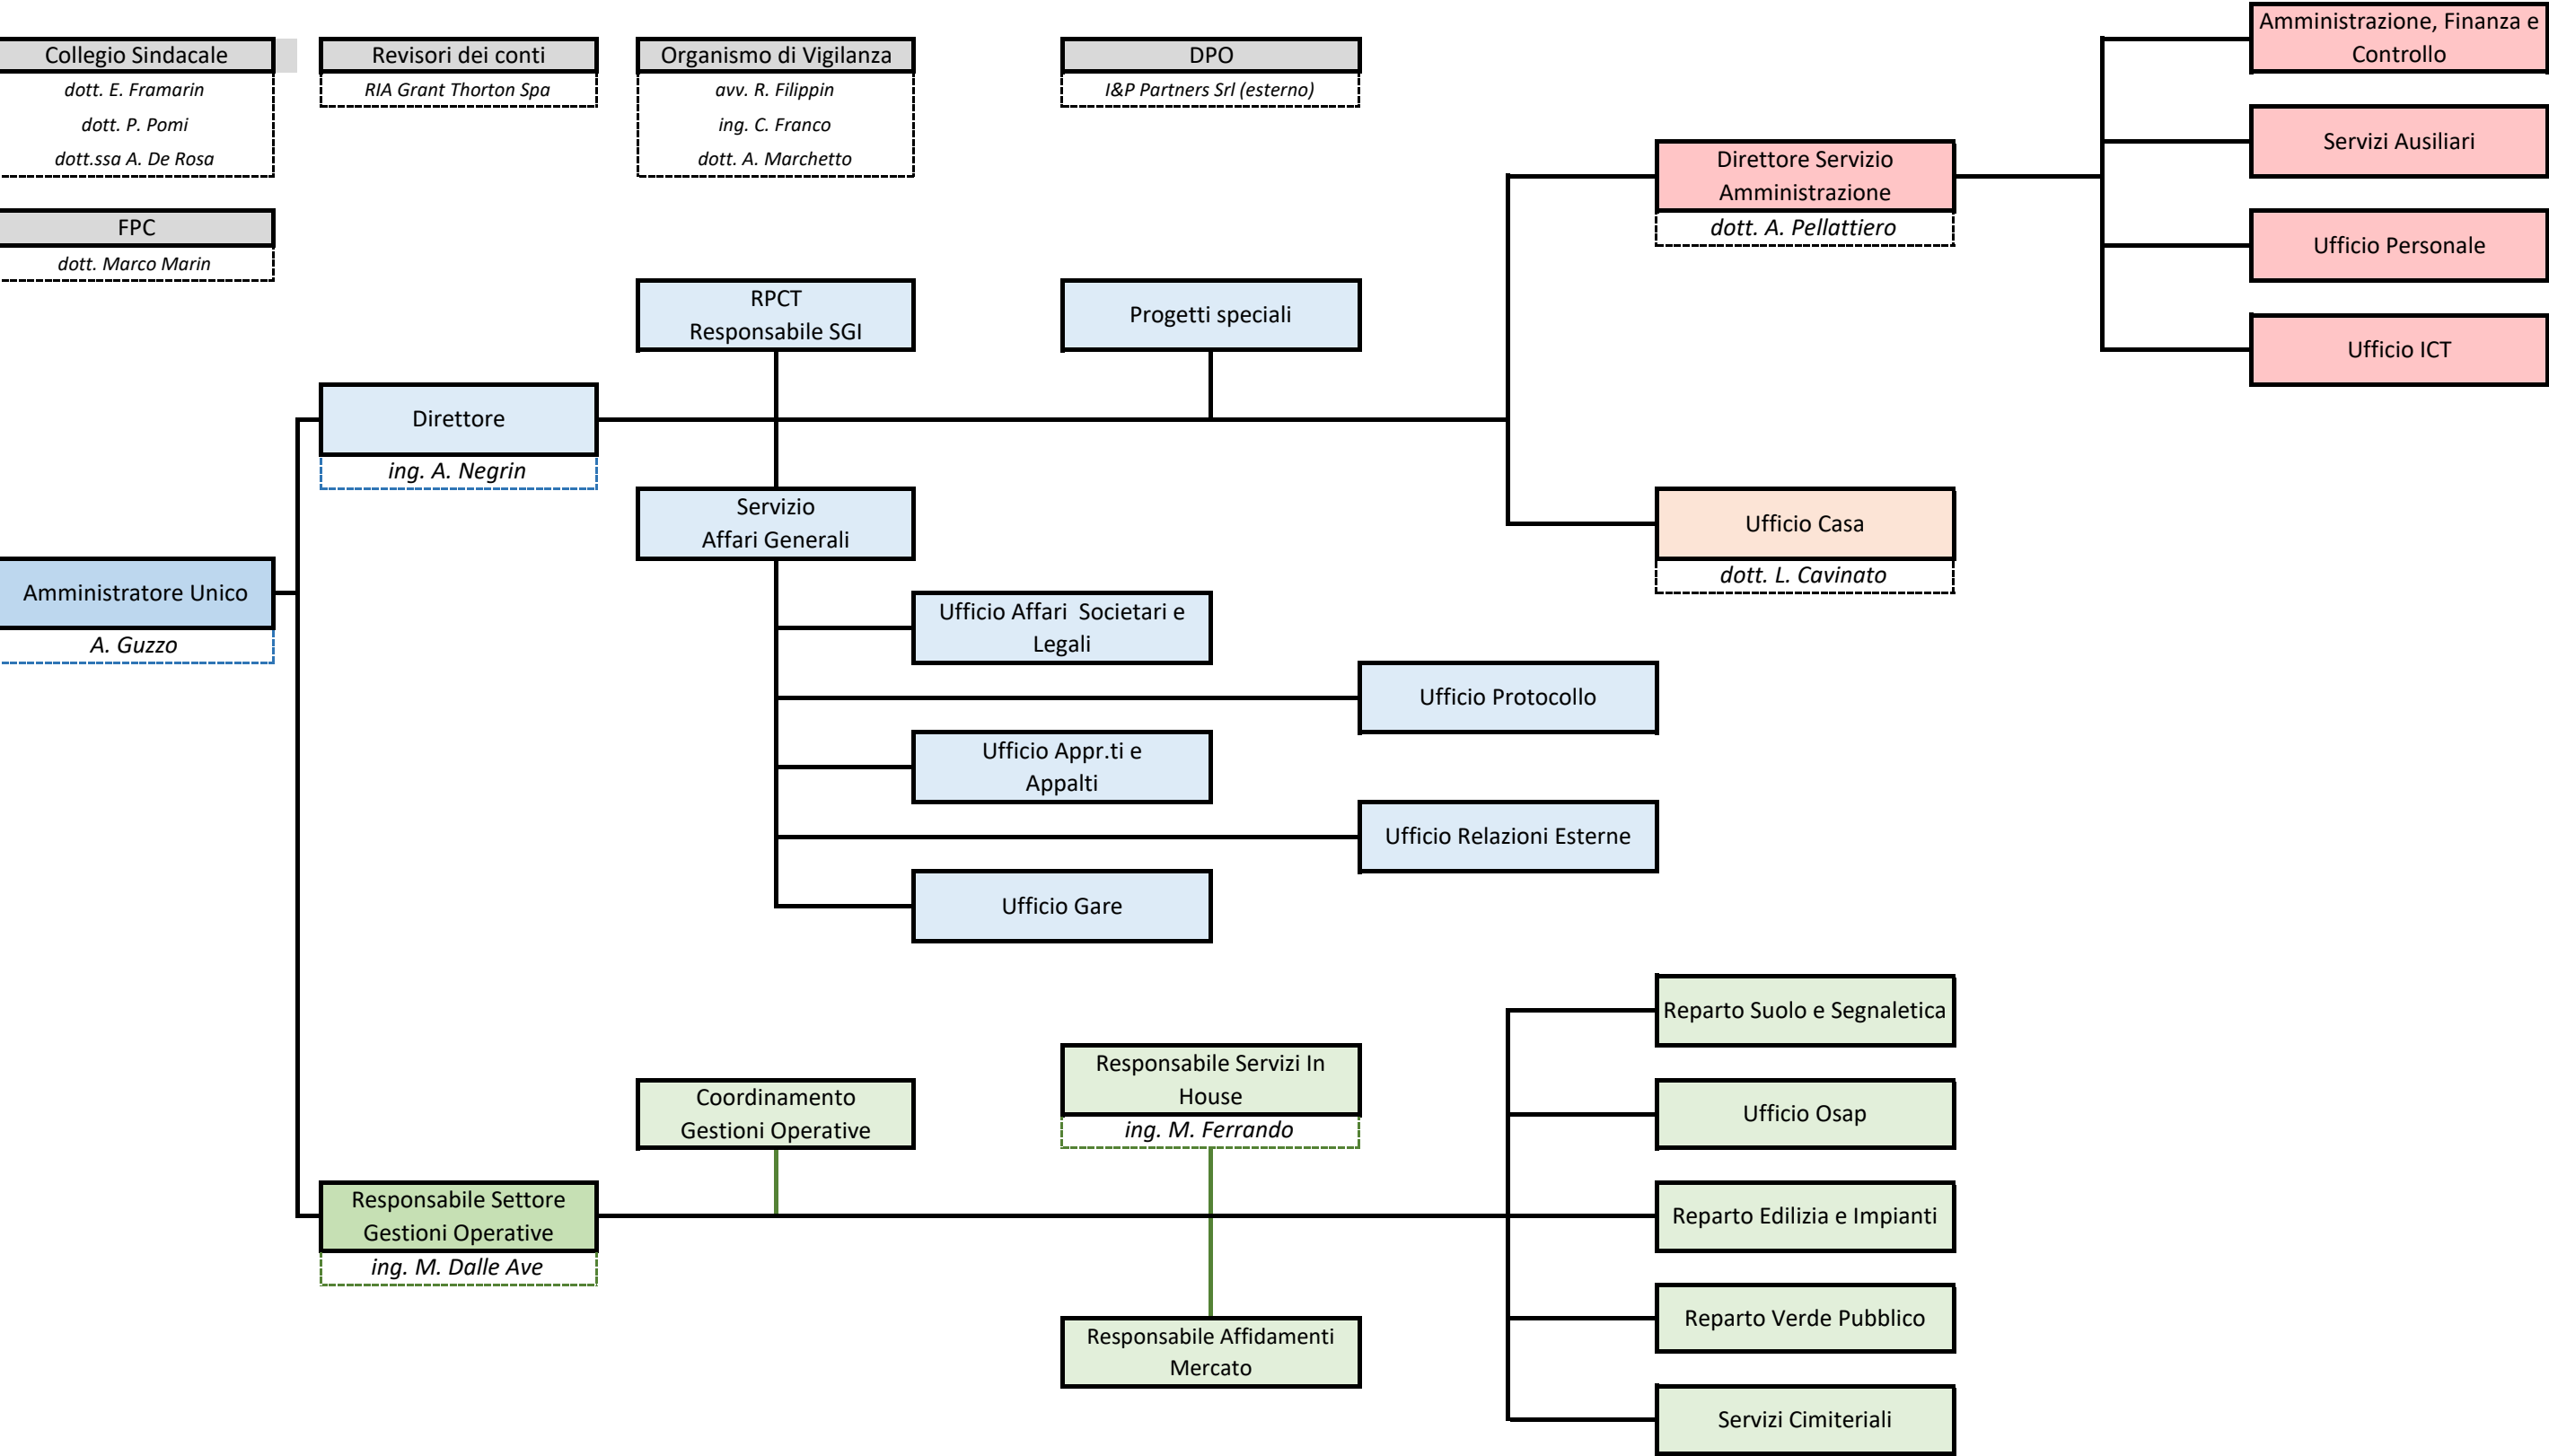 Collegio Sindacale
dott. E. Framarin
dott. P. Pomi
dott.ssa A. De Rosa
Revisori dei conti
RIA Grant Thorton Spa
Organismo di Vigilanza
avv. R. Filippin
ing. C. Franco
dott. A. Marchetto
DPO
I&P Partners Srl (esterno)
FPC
dott. Marco Marin
Amministratore Unico
A. Guzzo
Direttore
ing. A. Negrin
RPCT
Responsabile SGI
Progetti speciali
Servizio
Affari Generali
Ufficio Affari  Societari e
Legali
Ufficio Protocollo
Ufficio Appr.ti e
Appalti
Ufficio Relazioni Esterne
Ufficio Gare
Direttore Servizio
Amministrazione
dott. A. Pellattiero
Amministrazione, Finanza e
Controllo
Servizi Ausiliari
Ufficio Personale
Ufficio ICT
Ufficio Casa
dott. L. Cavinato
Responsabile Settore
Gestioni Operative
ing. M. Dalle Ave
Coordinamento
Gestioni Operative
Responsabile Servizi In
House
ing. M. Ferrando
Responsabile Affidamenti
Mercato
Reparto Suolo e Segnaletica
Ufficio Osap
Reparto Edilizia e Impianti
Reparto Verde Pubblico
Servizi Cimiteriali